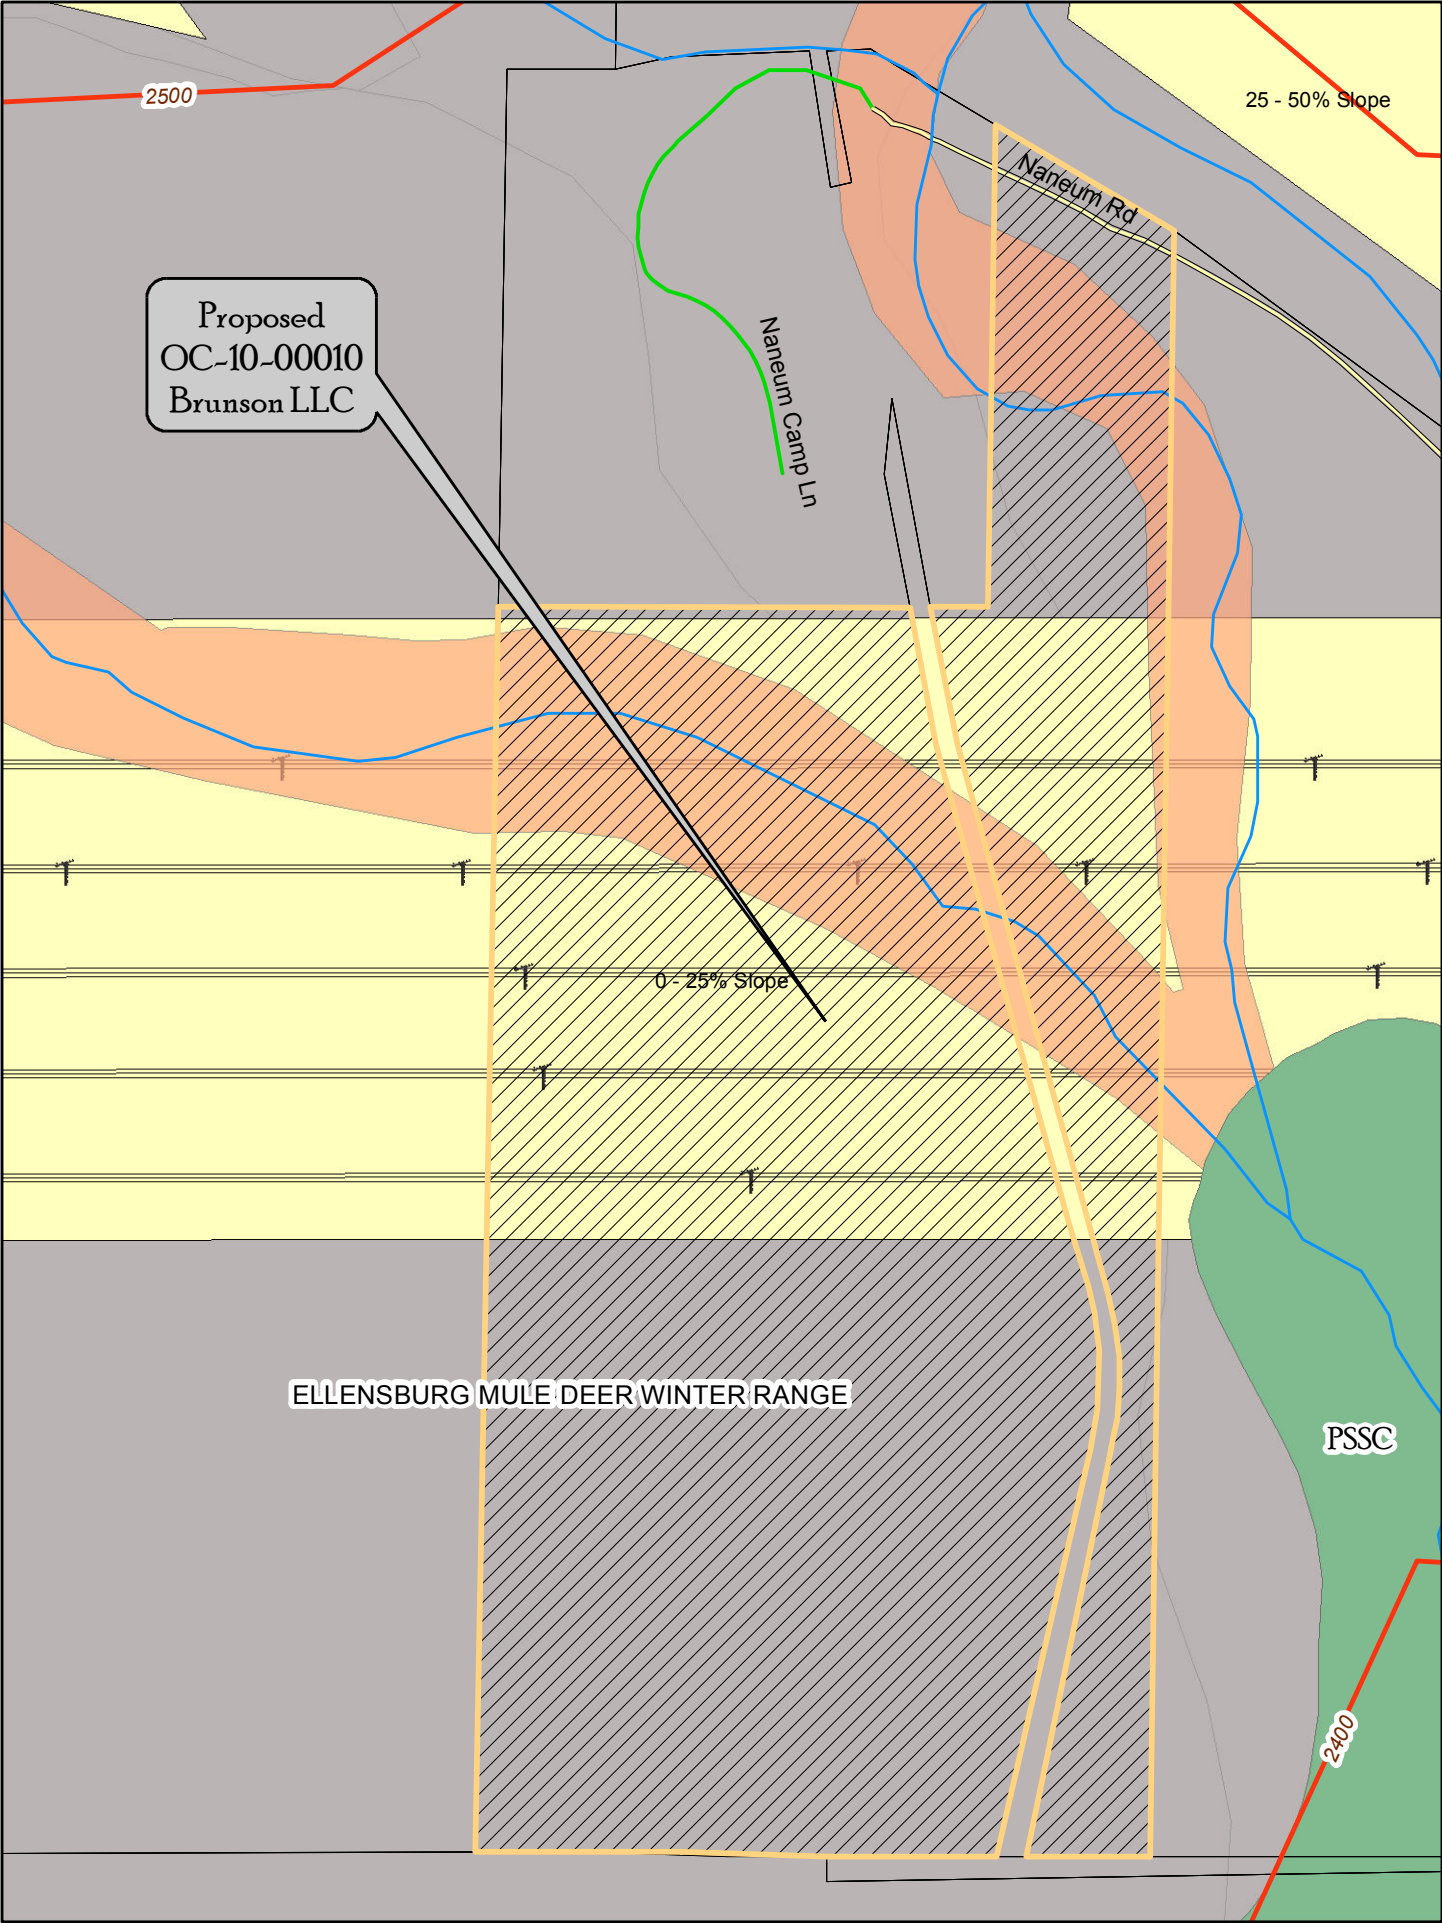 2500
25 - 50% Slope
Naneum Rd
Proposed
OC-10-00010
Brunson LLC
Naneum Camp Ln
0 - 25% Slope
ELLENSBURG MULE DEER WINTER RANGE
PSSC
2400